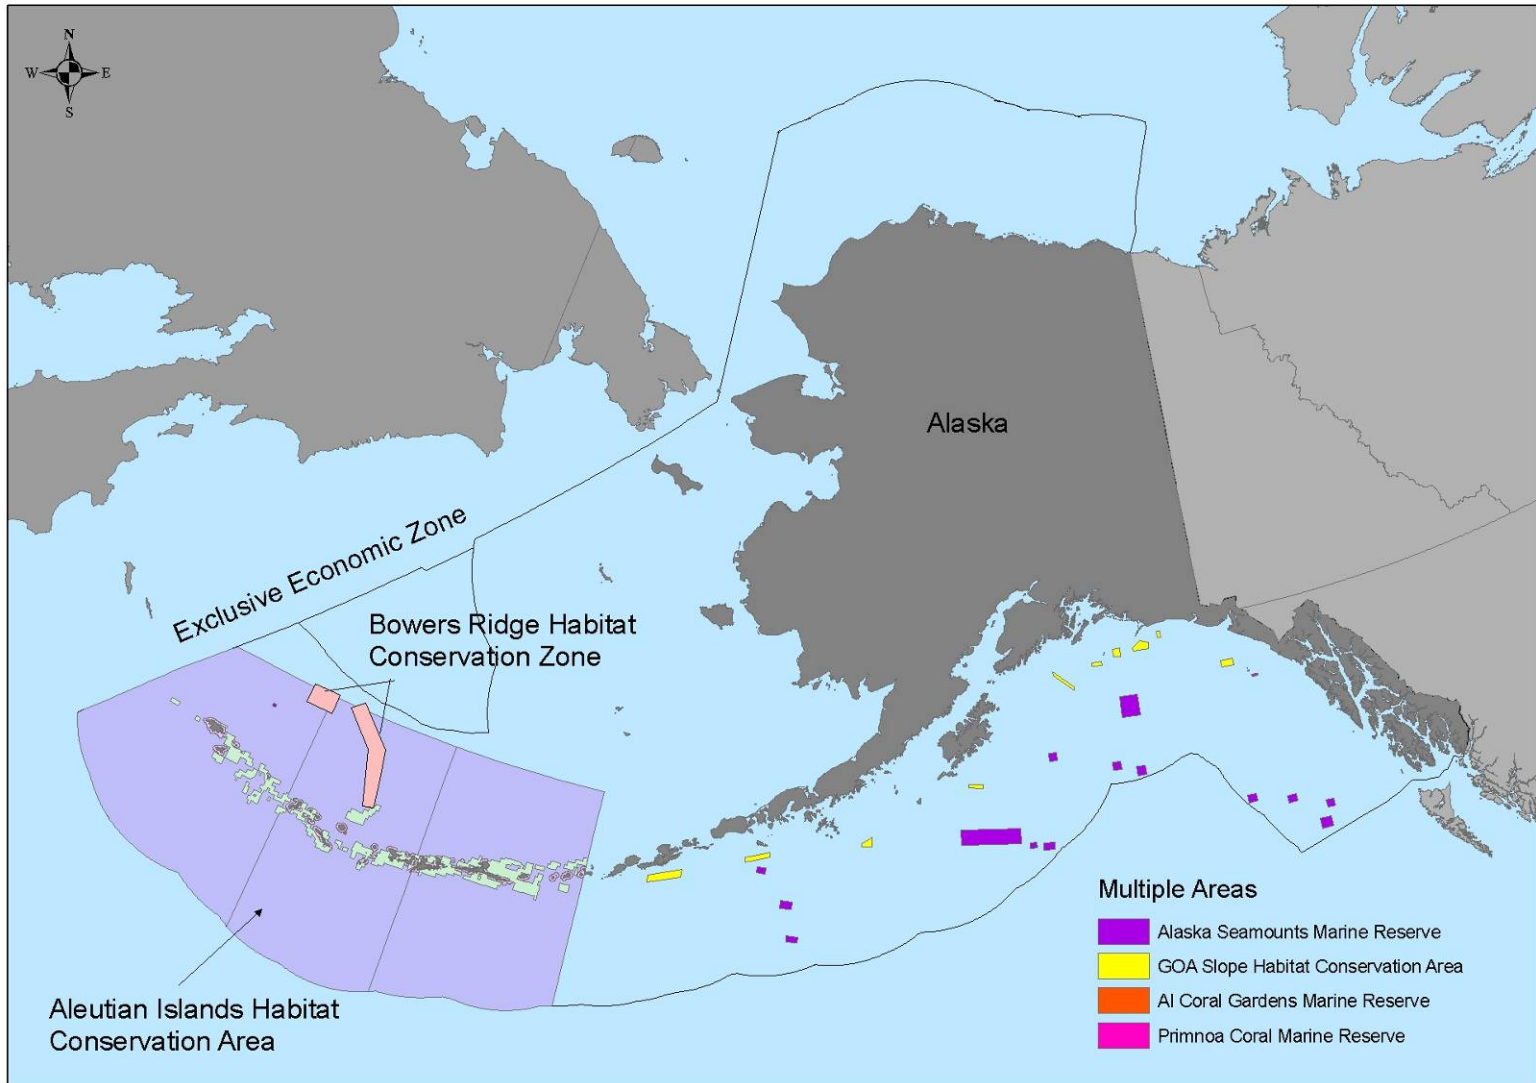 N
W E
S
Alaska
Exclusive Economic Zone
Bowers Ridge Habitat
Conservation Zone
Aleutian Islands Habitat
Conservation Area
Multiple Areas
Alaska Seamounts Marine Reserve
GOA Slope Habitat Conservation Area
AI Coral Gardens Marine Reserve
Primnoa Coral Marine Reserve